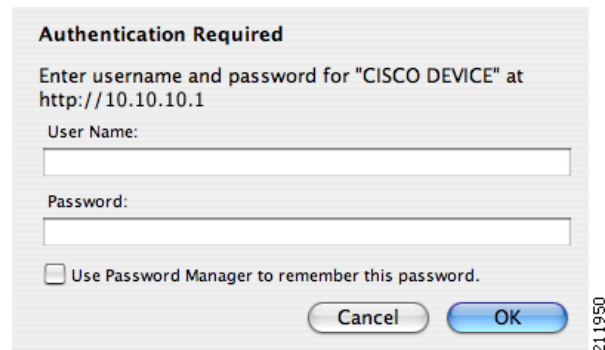 Authentication Required
Enter username and password for "CISCO DEVICE" at
http://10.10.10.1
User Name:
Password:
Use Password Manager to remember this password.
Cancel OK
211950